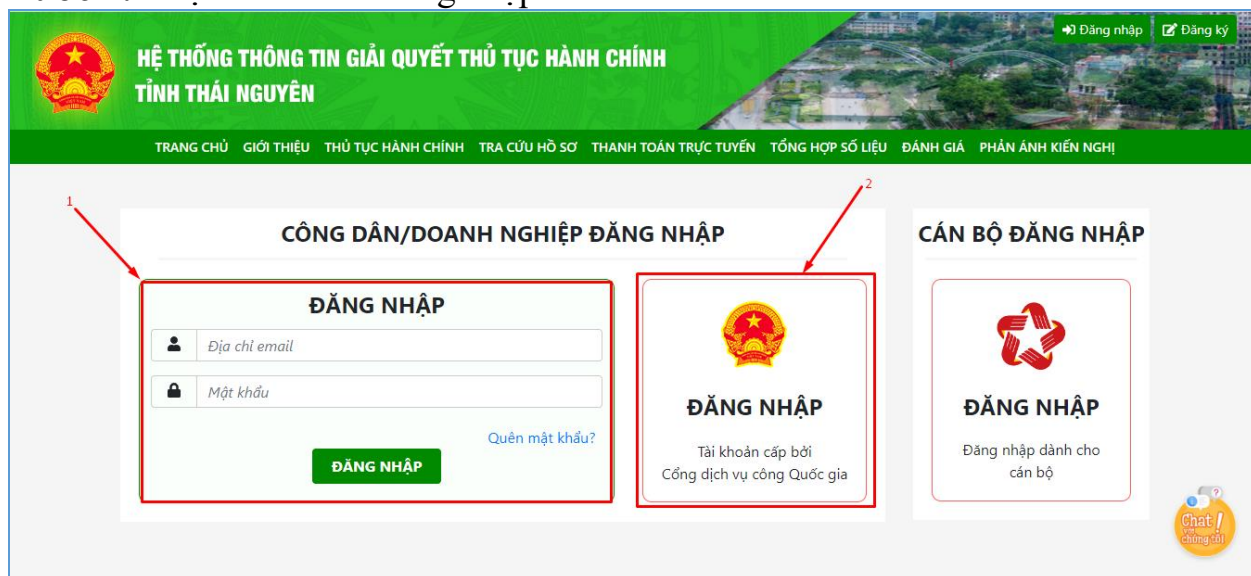 Đăng nhập Đăng ký
HỆ THỐNG THÔNG TIN GIẢI QUYẾT THỦ TỤC HÀNH CHÍNH
TỈNH THÁI NGUYÊN
TRANG CHỦ GIỚI THIỆU THỦ TỤC HÀNH CHÍNH TRA CỨU HỒ SƠ THANH TOÁN TRỰC TUYẾN TỔNG HỢP SỐ LIỆU ĐÁNH GIÁ PHẢN ÁNH KIẾN NGHỊ
1
2
CÔNG DÂN/DOANH NGHIỆP ĐĂNG NHẬP
ĐĂNG NHẬP
Địa chỉ email
Mật khẩu
Quên mật khẩu?
ĐĂNG NHẬP
ĐĂNG NHẬP
Tài khoản cấp bởi
Cổng dịch vụ công Quốc gia
CÁN BỘ ĐĂNG NHẬP
ĐĂNG NHẬP
Đăng nhập dành cho
cán bộ
Chat !
với
chúng tôi